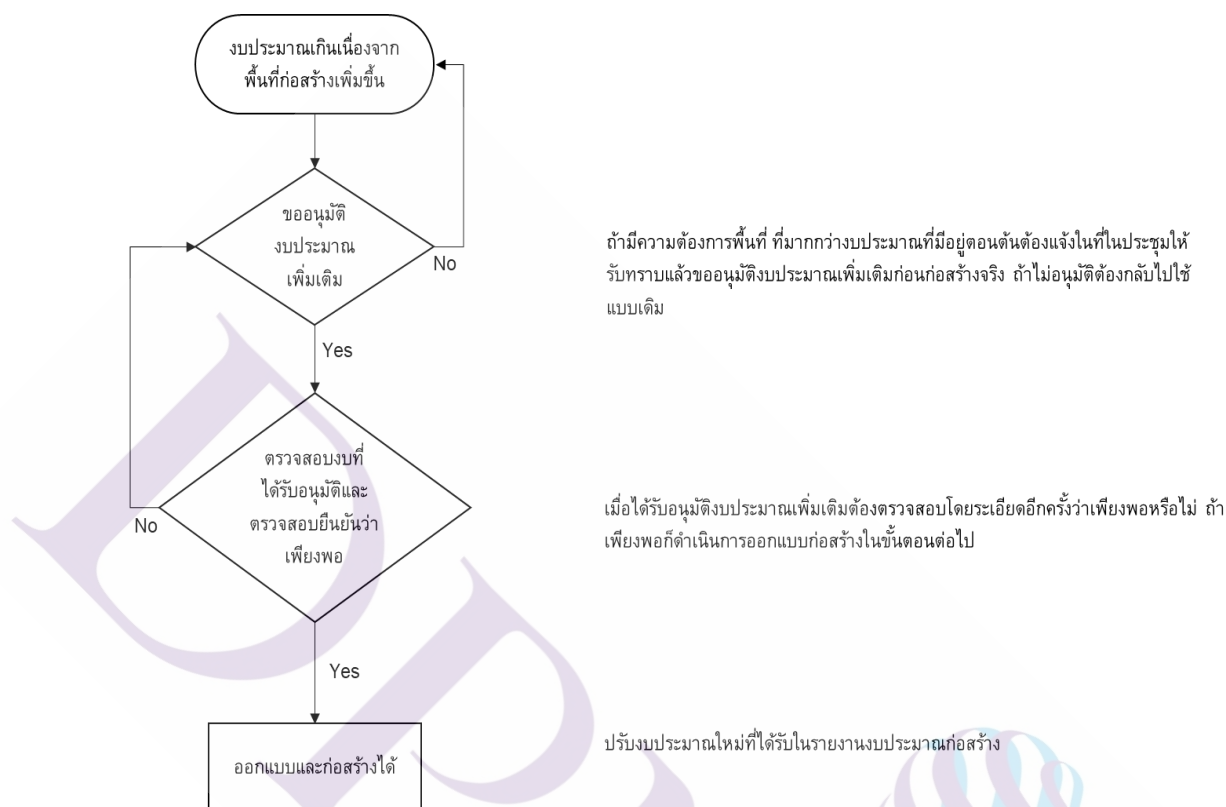 งบประมาณเกินเนื่องจาก
พื้นที่ก่อสร้างเพิ่มขึ้น
ขออนุมัติ
งบประมาณ
เพิ่มเติม
No
ถ้ามีความต้องการพื้นที่ ที่มากกว่างบประมาณที่มีอยู่ตอนต้นต้องแจ้งในที่ในประชุมให้
รับทราบแล้วขออนุมัติงบประมาณเพิ่มเติมก่อนก่อสร้างจริง ถ้าไม่อนุมัติต้องกลับไปใช้
แบบเดิม
Yes
ตรวจสอบงบที่
ได้รับอนุมัติและ
ตรวจสอบยืนยันว่า
เพียงพอ
No
เมื่อได้รับอนุมัติงบประมาณเพิ่มเติมต้องตรวจสอบโดยระเอียดอีกครั้งว่าเพียงพอหรือไม่ ถ้า
เพียงพอก็ดำเนินการออกแบบก่อสร้างในขั้นตอนต่อไป
Yes
ออกแบบและก่อสร้างได้
ปรับงบประมาณใหม่ที่ได้รับในรายงานงบประมาณก่อสร้าง